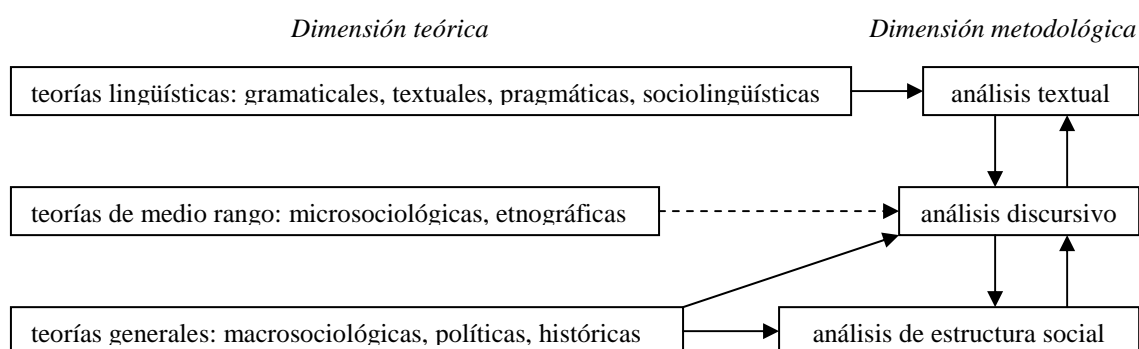 Dimensión teórica Dimensión metodológica
teorías lingüísticas: gramaticales, textuales, pragmáticas, sociolingüísticas análisis textual
teorías de medio rango: microsociológicas, etnográficas análisis discursivo
teorías generales: macrosociológicas, políticas, históricas análisis de estructura social